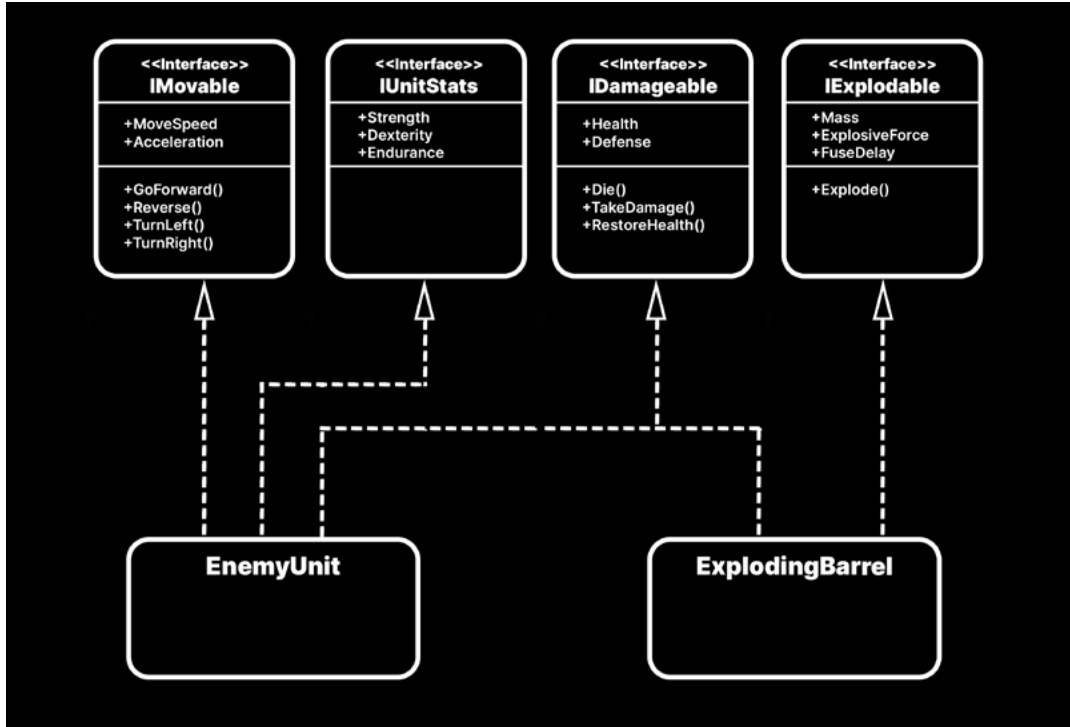 <<Interface>>
IMovable
+MoveSpeed
+Acceleration
+GoForward()
+Reverse()
+TurnLeft()
+TurnRight()
<<Interface>>
IUnitStats
+Strength
+Dexterity
+Endurance
<<Interface>>
IDamageable
+Health
+Defense
+Die()
+TakeDamage()
+RestoreHealth()
<<Interface>>
IExplodable
+Mass
+ExplosiveForce
+FuseDelay
+Explode()
EnemyUnit
ExplodingBarrel